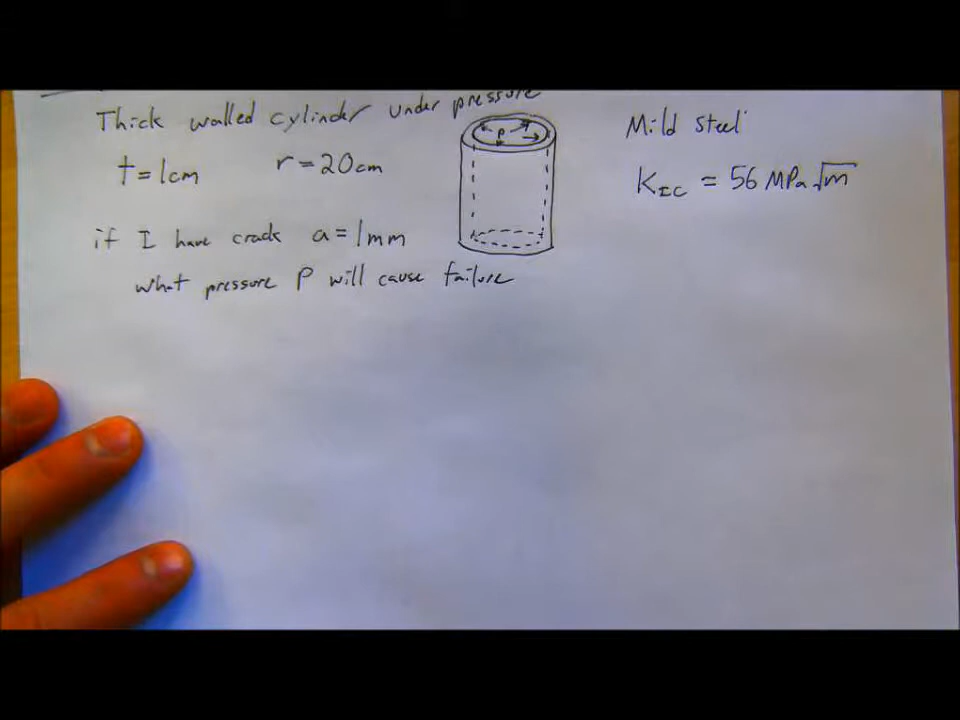 Thick walled cylinder under pressure
t = 1cm r = 20cm
if I have crack a = 1mm
what pressure P will cause failure
P
Mild Steel
K_IC = 56 MPa√m